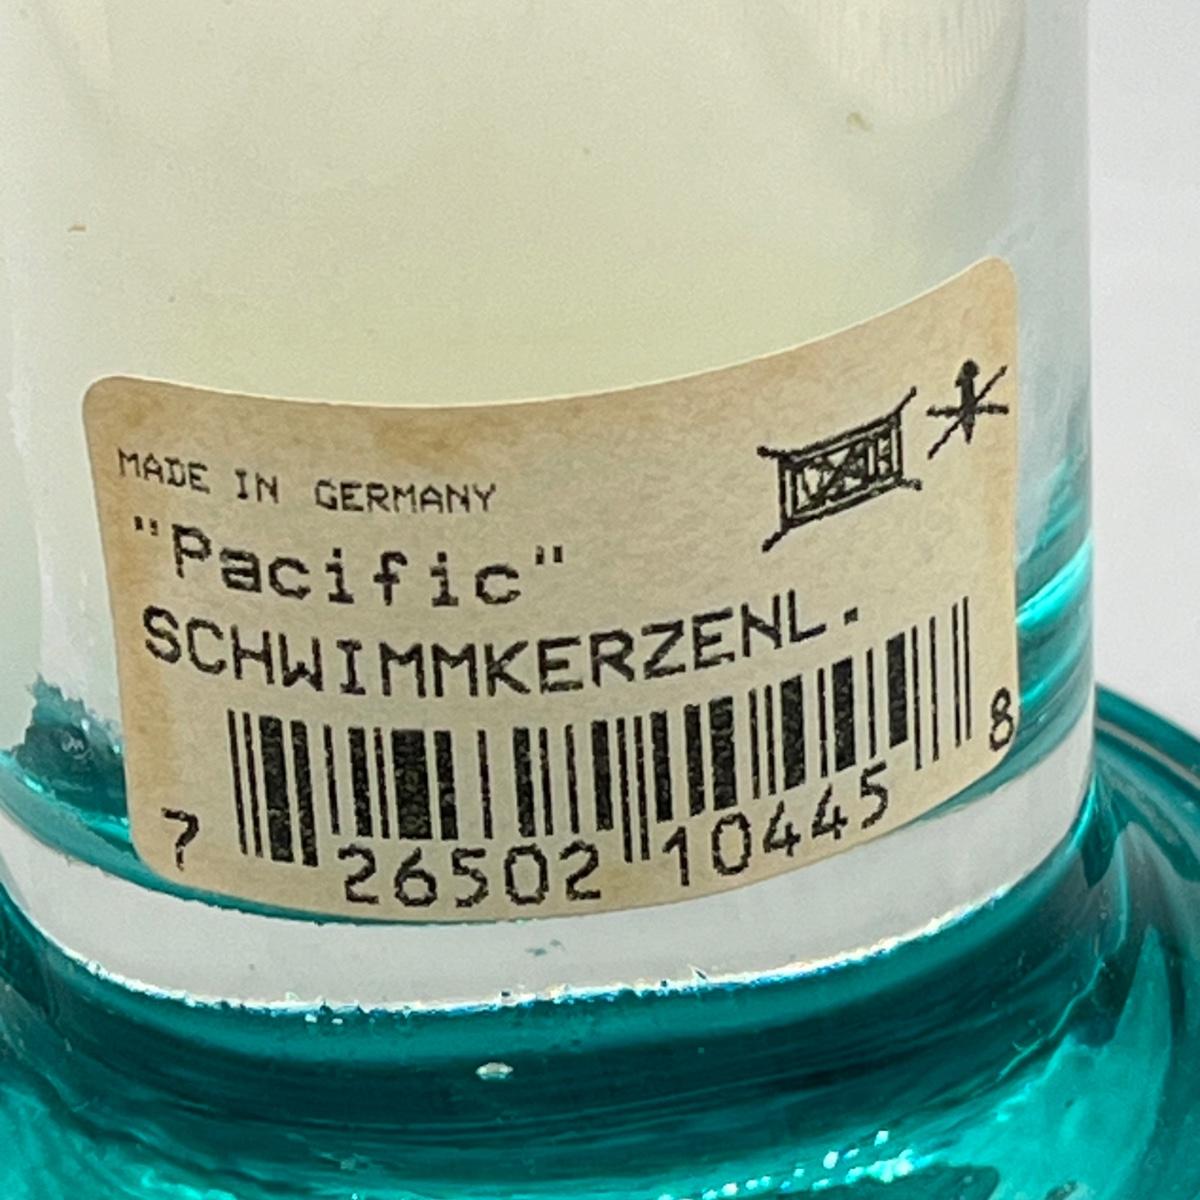 MADE IN GERMANY
"Pacific"
SCHWIMMKERZENL.
7 26502 10445 8